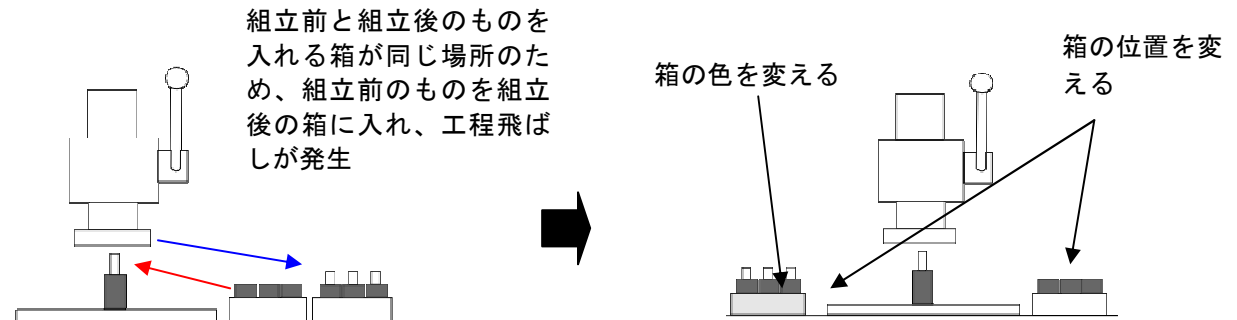 組立前と組立後のものを
入れる箱が同じ場所のた
め、組立前のものを組立
後の箱に入れ、工程飛ば
しが発生
箱の色を変える
箱の位置を変
える